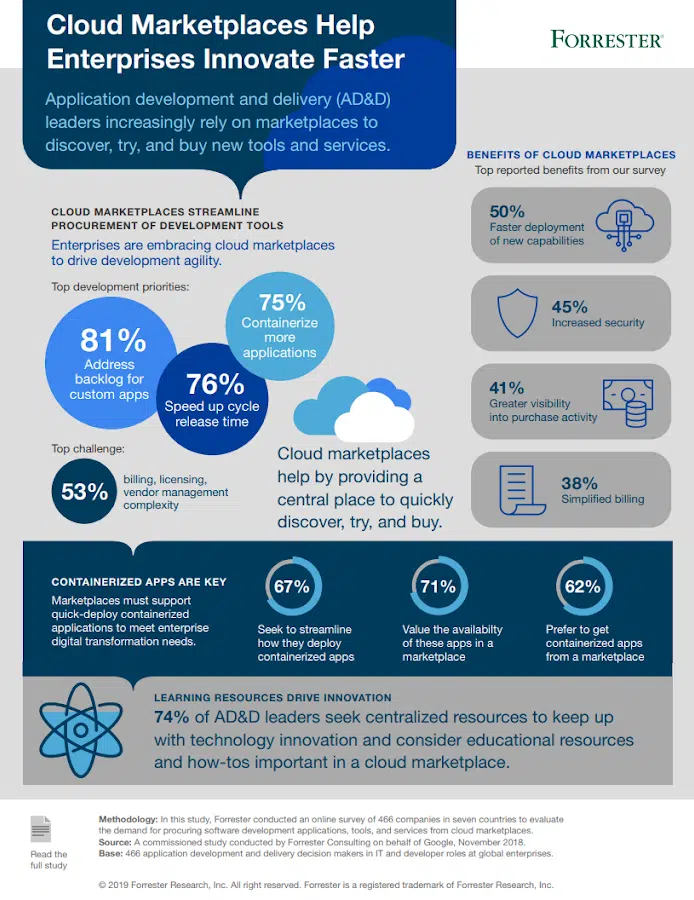 Cloud Marketplaces Help
Enterprises Innovate Faster
FORRESTER®
Application development and delivery (AD&D)
leaders increasingly rely on marketplaces to
discover, try, and buy new tools and services.
BENEFITS OF CLOUD MARKETPLACES
Top reported benefits from our survey
50%
Faster deployment
of new capabilities
45%
Increased security
41%
Greater visibility
into purchase activity
38%
Simplified billing
CLOUD MARKETPLACES STREAMLINE
PROCUREMENT OF DEVELOPMENT TOOLS
Enterprises are embracing cloud marketplaces
to drive development agility.
Top development priorities:
81%
Address
backlog for
custom apps
76%
Speed up cycle
release time
75%
Containerize
more
applications
Top challenge:
53%
billing, licensing,
vendor management
complexity
Cloud marketplaces
help by providing a
central place to quickly
discover, try, and buy.
CONTAINERIZED APPS ARE KEY
Marketplaces must support
quick-deploy containerized
applications to meet enterprise
digital transformation needs.
67%
Seek to streamline
how they deploy
containerized apps
71%
Value the availabilty
of these apps in a
marketplace
62%
Prefer to get
containerized apps
from a marketplace
LEARNING RESOURCES DRIVE INNOVATION
74% of AD&D leaders seek centralized resources to keep up
with technology innovation and consider educational resources
and how-tos important in a cloud marketplace.
Read the
full study
Methodology: In this study, Forrester conducted an online survey of 466 companies in seven countries to evaluate
the demand for procuring software development applications, tools, and services from cloud marketplaces.
Source: A commissioned study conducted by Forrester Consulting on behalf of Google, November 2018.
Base: 466 application development and delivery decision makers in IT and developer roles at global enterprises.
© 2019 Forrester Research, Inc. All right reserved. Forrester is a registered trademark of Forrester Research, Inc.